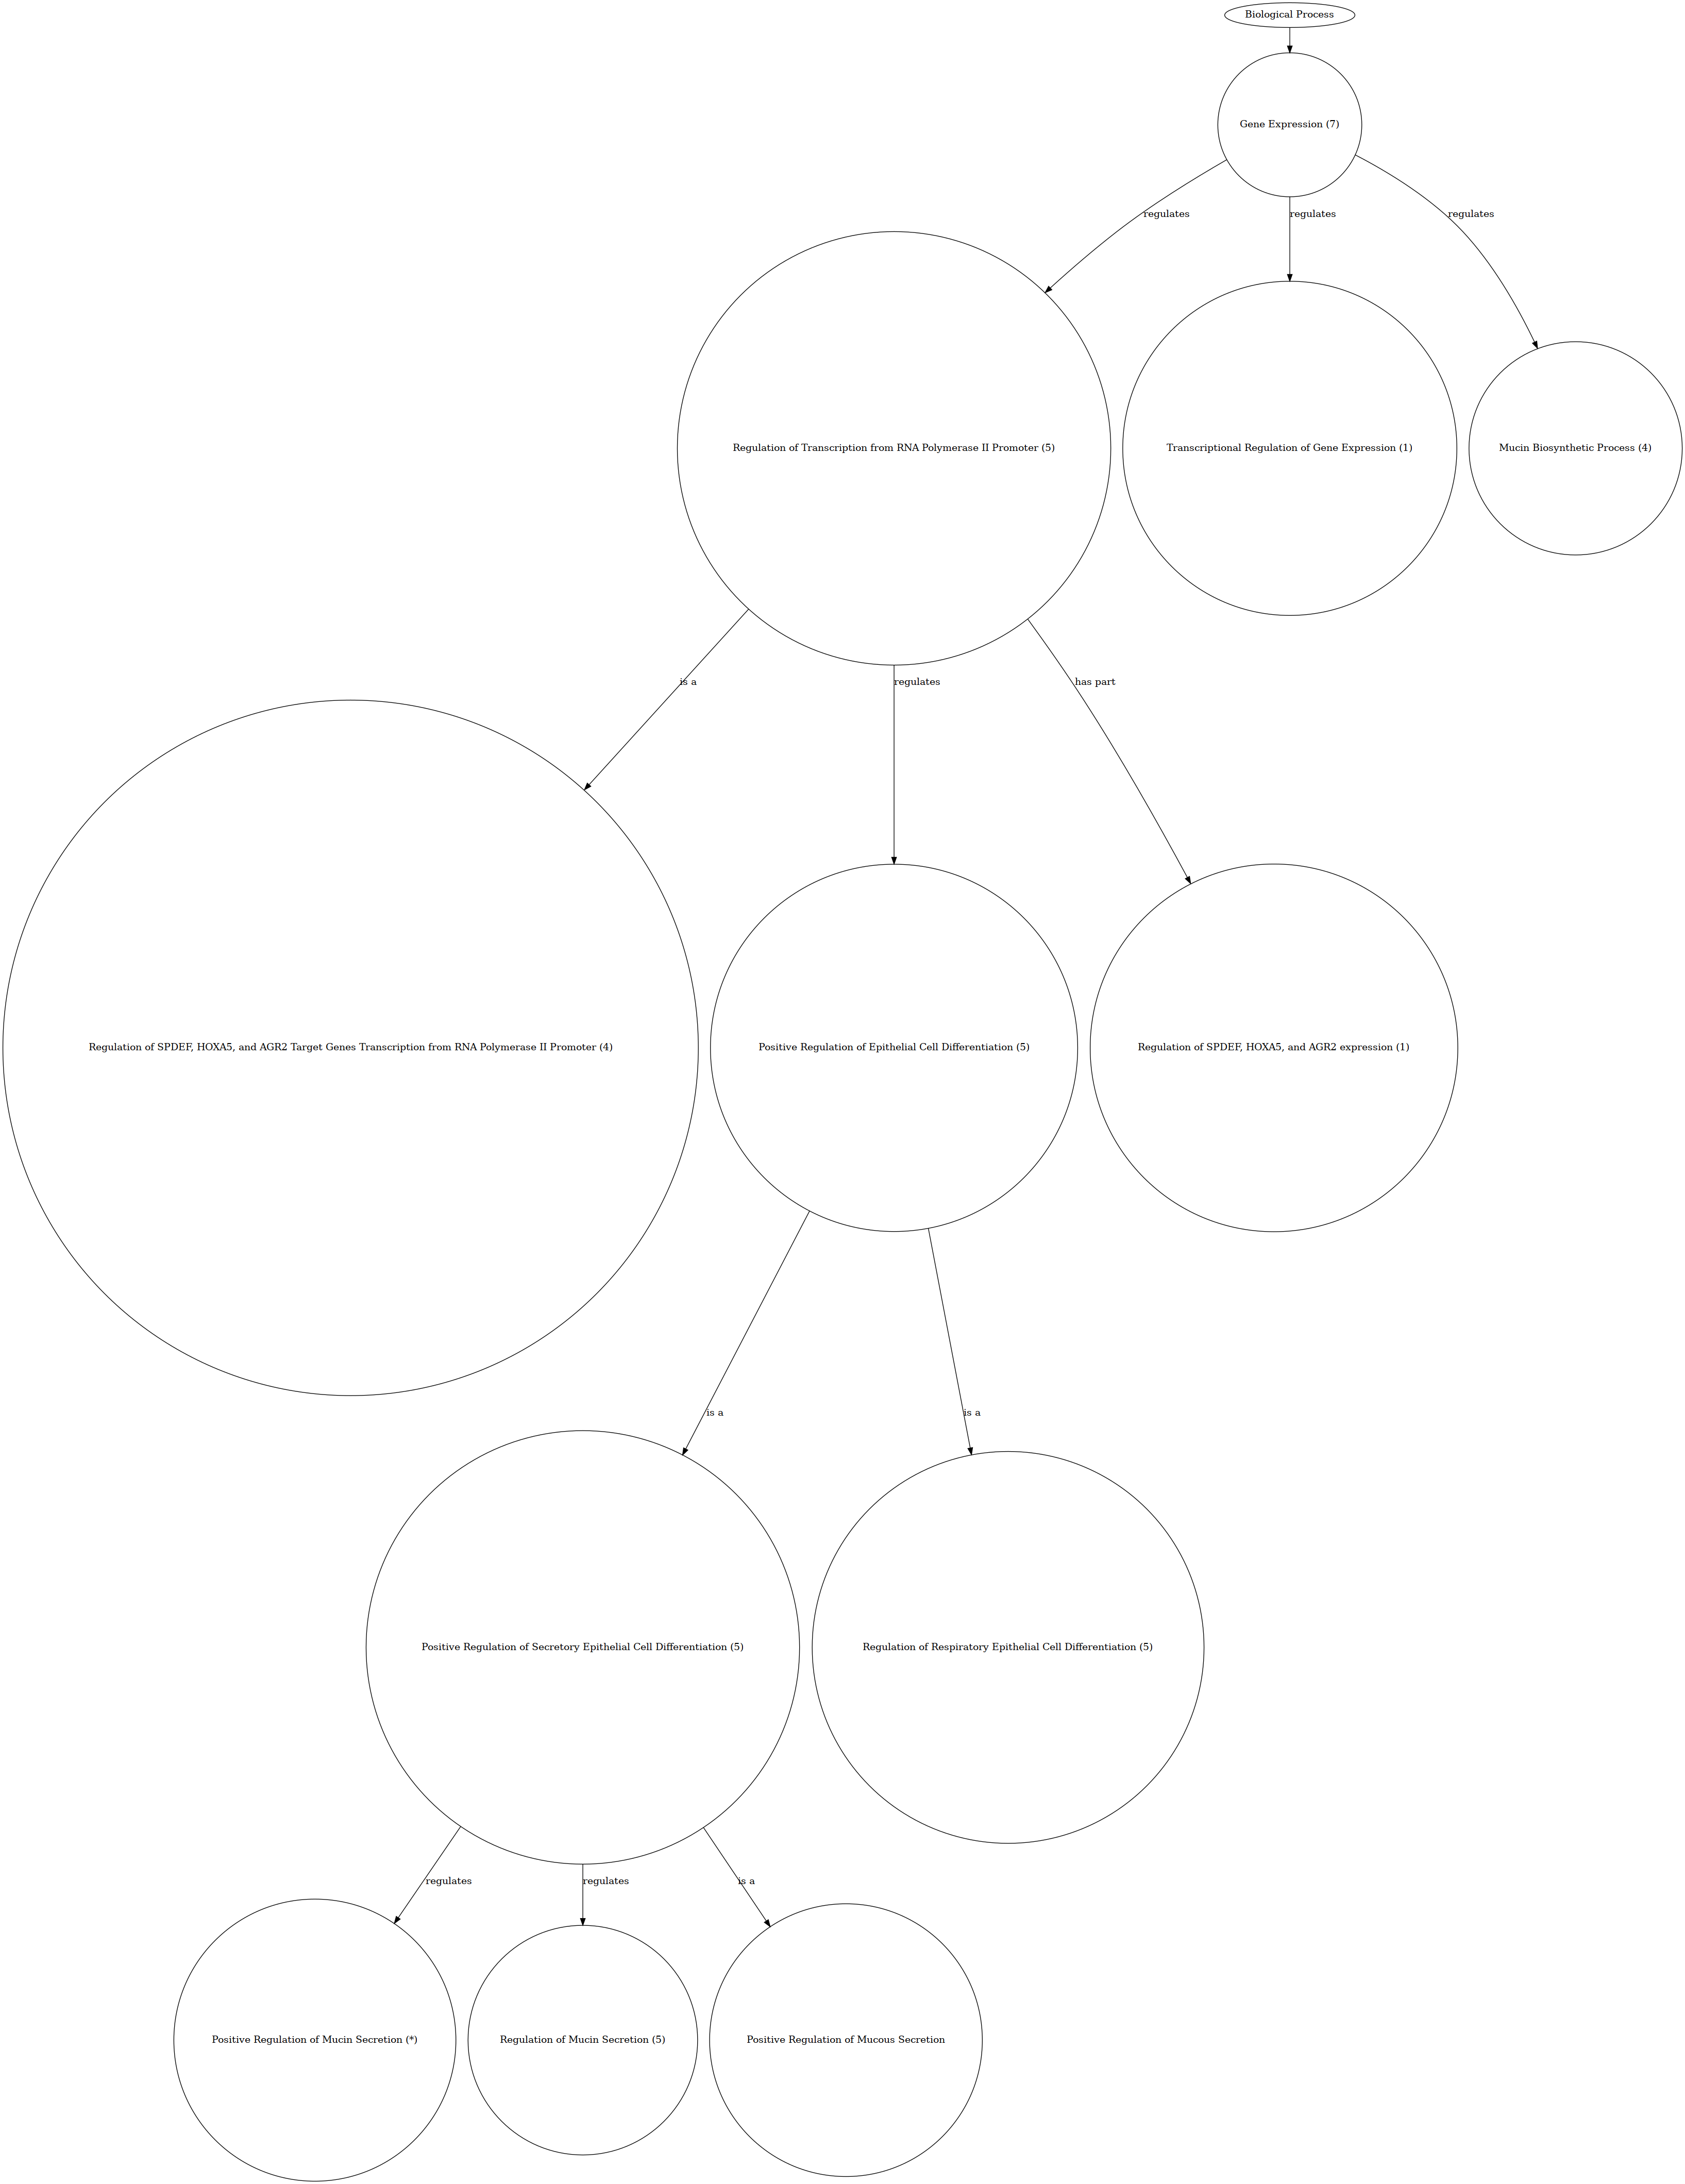 Biological Process
Gene Expression (7)
regulates
regulates
regulates
Regulation of Transcription from RNA Polymerase II Promoter (5)
Transcriptional Regulation of Gene Expression (1)
Mucin Biosynthetic Process (4)
is a
regulates
has part
Regulation of SPDEF, HOXA5, and AGR2 Target Genes Transcription from RNA Polymerase II Promoter (4)
Positive Regulation of Epithelial Cell Differentiation (5)
Regulation of SPDEF, HOXA5, and AGR2 expression (1)
is a
is a
Positive Regulation of Secretory Epithelial Cell Differentiation (5)
Regulation of Respiratory Epithelial Cell Differentiation (5)
regulates
regulates
is a
Positive Regulation of Mucin Secretion (*)
Regulation of Mucin Secretion (5)
Positive Regulation of Mucous Secretion